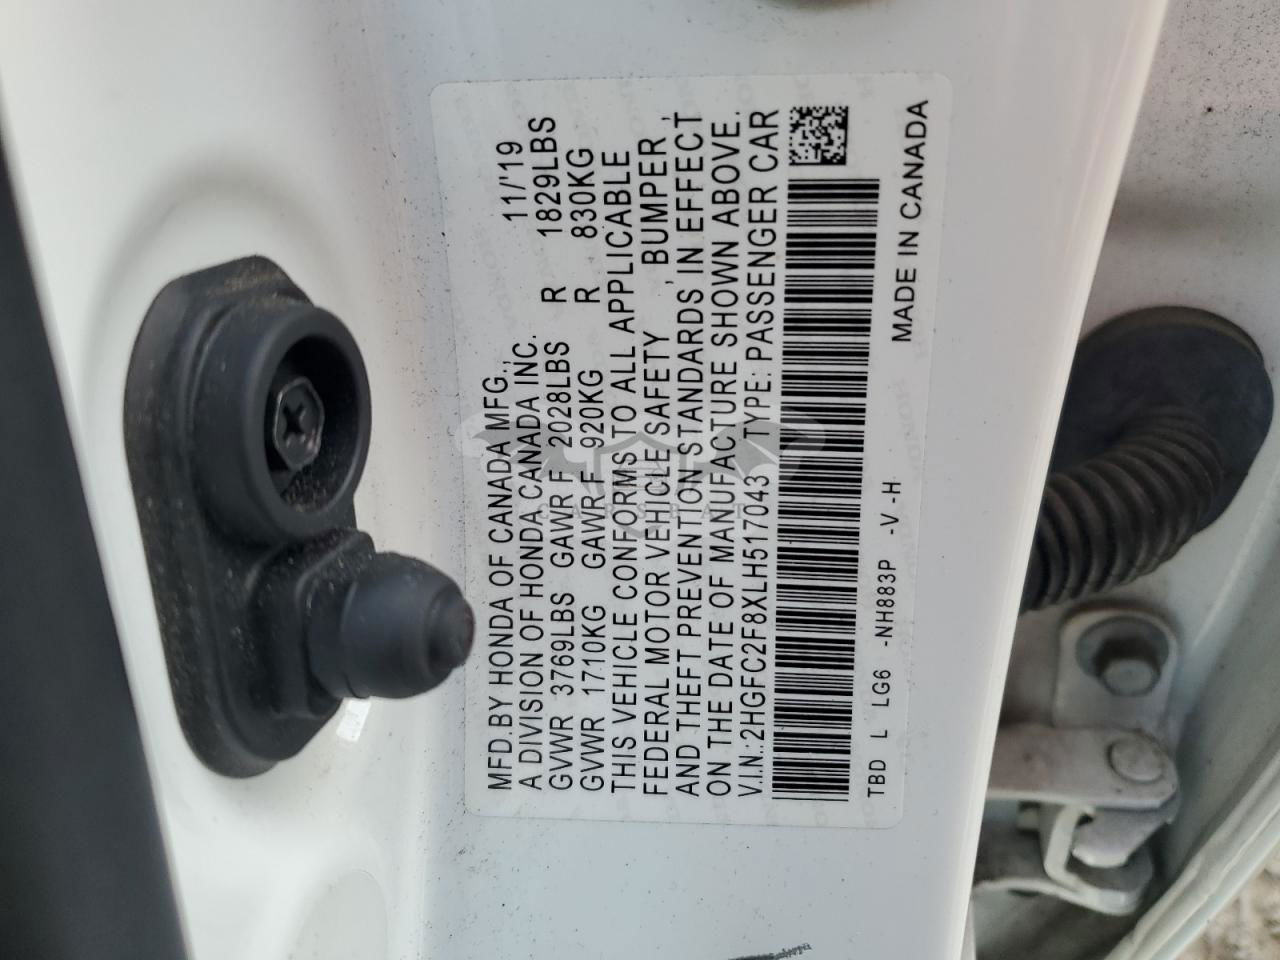 MFD.BY HONDA OF CANADA MFG., 11/'19
A DIVISION OF HONDA CANADA INC.
GVWR 3769LBS GAWR F 2028LBS R 1829LBS
GVWR 1710KG GAWR F 920KG R 830KG
THIS VEHICLE CONFORMS TO ALL APPLICABLE
FEDERAL MOTOR VEHICLE SAFETY , BUMPER ,
AND THEFT PREVENTION STANDARDS IN EFFECT
ON THE DATE OF MANUFACTURE SHOWN ABOVE.
V.I.N.: 2HGFC2F8XLH517043 TYPE: PASSENGER CAR
TBD L LG6 -NH883P -V -H
MADE IN CANADA